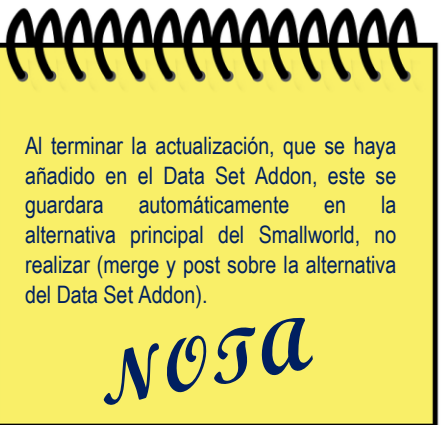 Al terminar la actualización, que se haya
añadido en el Data Set Addon, este se
guardara automáticamente en la
alternativa principal del Smallworld, no
realizar (merge y post sobre la alternativa
del Data Set Addon).
NOTA